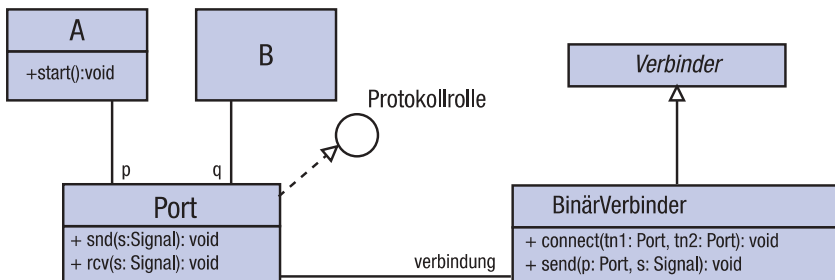 A
+start():void
B
Verbinder
Protokollrolle
p
q
Port
+ snd(s:Signal): void
+ rcv(s: Signal): void
verbindung
BinärVerbinder
+ connect(tn1: Port, tn2: Port): void
+ send(p: Port, s: Signal): void